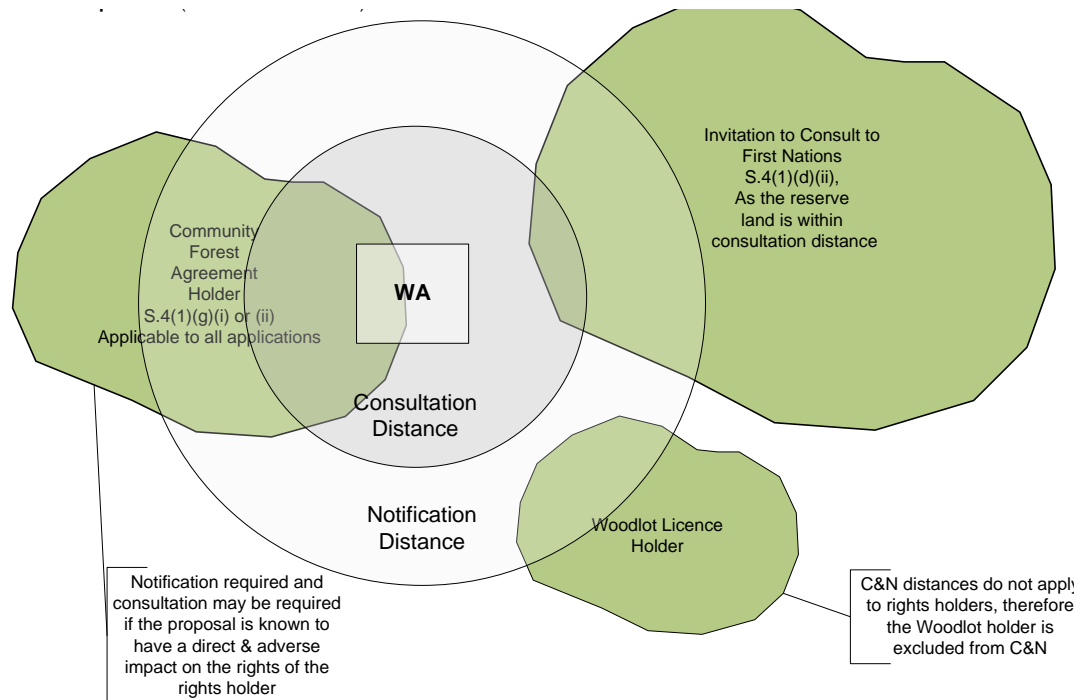 Invitation to Consult to
First Nations
S.4(1)(d)(ii),
As the reserve
land is within
consultation distance
Community
Forest
Agreement
Holder
S.4(1)(g)(i) or (ii)
Applicable to all applications
WA
Consultation
Distance
Notification
Distance
Woodlot Licence
Holder
Notification required and
consultation may be required
if the proposal is known to
have a direct & adverse
impact on the rights of the
rights holder
C&N distances do not apply
to rights holders, therefore
the Woodlot holder is
excluded from C&N